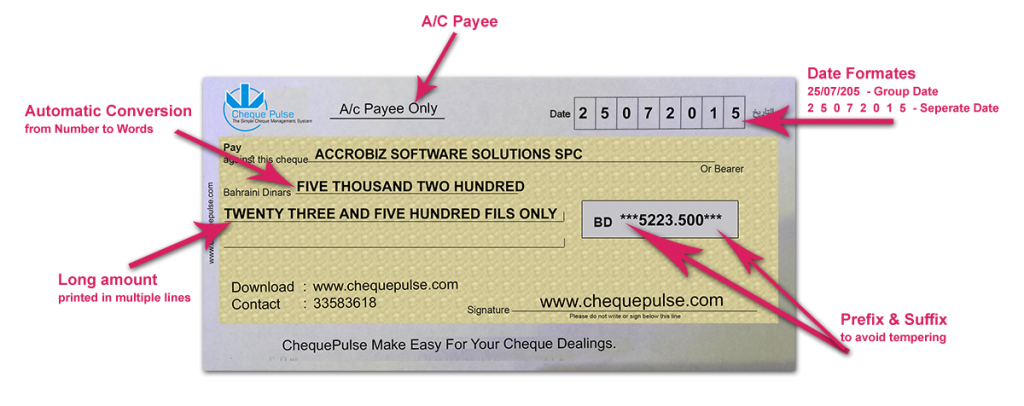 A/C Payee
Date Formates
25/07/205 - Group Date
2 5 0 7 2 0 1 5 - Seperate Date
Automatic Conversion
from Number to Words
Cheque Pulse
The Simple Cheque Management System
A/c Payee Only
Date 2 5 0 7 2 0 1 5
Pay
against this cheque ACCROBIZ SOFTWARE SOLUTIONS SPC
Or Bearer
Bahraini Dinars FIVE THOUSAND TWO HUNDRED
TWENTY THREE AND FIVE HUNDRED FILS ONLY
BD ***5223.500***
www.chequepulse.com
Long amount
printed in multiple lines
Download : www.chequepulse.com
Contact : 33583618
Signature www.chequepulse.com
Please do not write or sign below this line
Prefix & Suffix
to avoid tempering
ChequePulse Make Easy For Your Cheque Dealings.